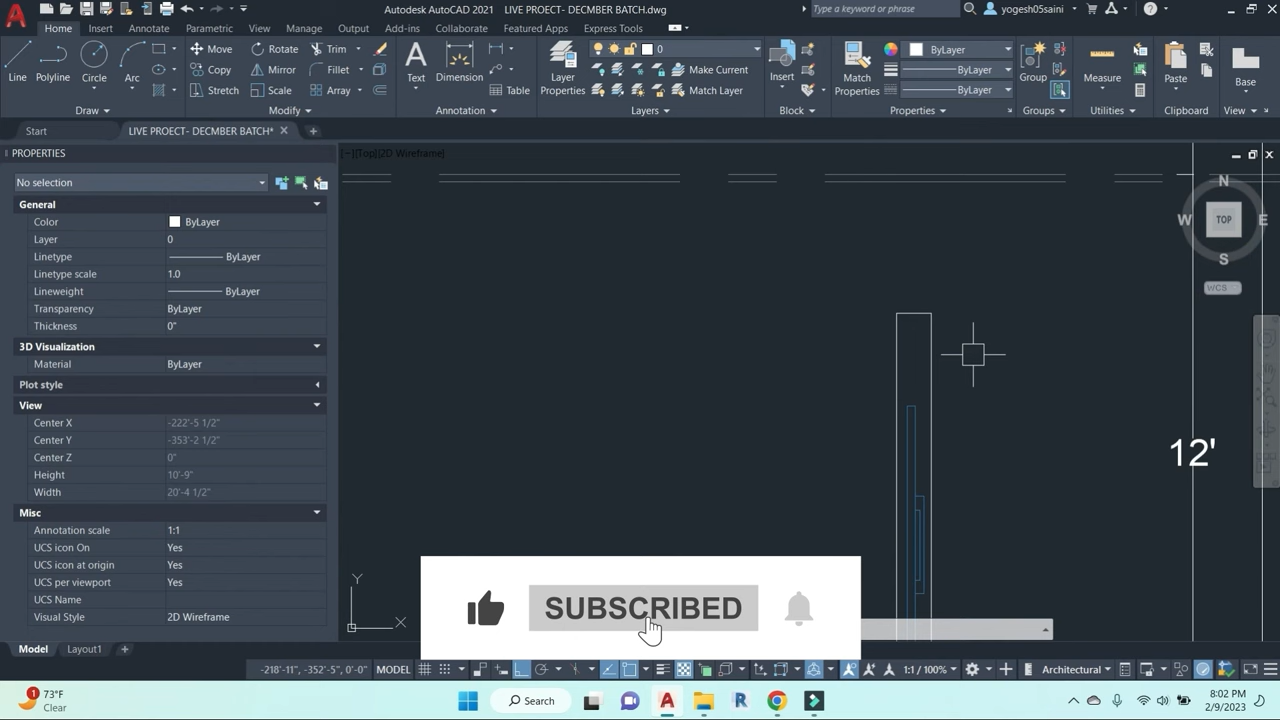 Autodesk AutoCAD 2021 LIVE PROECT- DECMBER BATCH.dwg
Type a keyword or phrase
yogesh05saini
Home Insert Annotate Parametric View Manage Output Add-ins Collaborate Express Tools Featured Apps
Line
Polyline
Circle
Arc
Draw
Move
Rotate
Trim
Copy
Mirror
Fillet
Stretch
Scale
Array
Modify
Text
Dimension
Table
Annotation
Layer
Properties
0
Make Current
Match Layer
Layers
Insert
Block
Match
Properties
ByLayer
ByLayer
ByLayer
Properties
Group
Groups
Measure
Utilities
Paste
Clipboard
Base
View
Start
LIVE PROECT- DECMBER BATCH*
PROPERTIES
No selection
General
Color ByLayer
Layer 0
Linetype ByLayer
Linetype scale 1.0
Lineweight ByLayer
Transparency ByLayer
Thickness 0"
3D Visualization
Material ByLayer
Plot style
View
Center X -222'-5 1/2"
Center Y -353'-2 1/2"
Center Z 0"
Height 10'-9"
Width 20'-4 1/2"
Misc
Annotation scale 1:1
UCS icon On Yes
UCS icon at origin Yes
UCS per viewport Yes
UCS Name
Visual Style 2D Wireframe
[−][Top][2D Wireframe]
N
W TOP E
S
WCS
12'
Y
X
SUBSCRIBED
Model Layout1
-218'-11", -352'-5", 0'-0" MODEL
1:1 / 100%
Architectural
1
73°F
Clear
Search
8:02 PM
2/9/2023